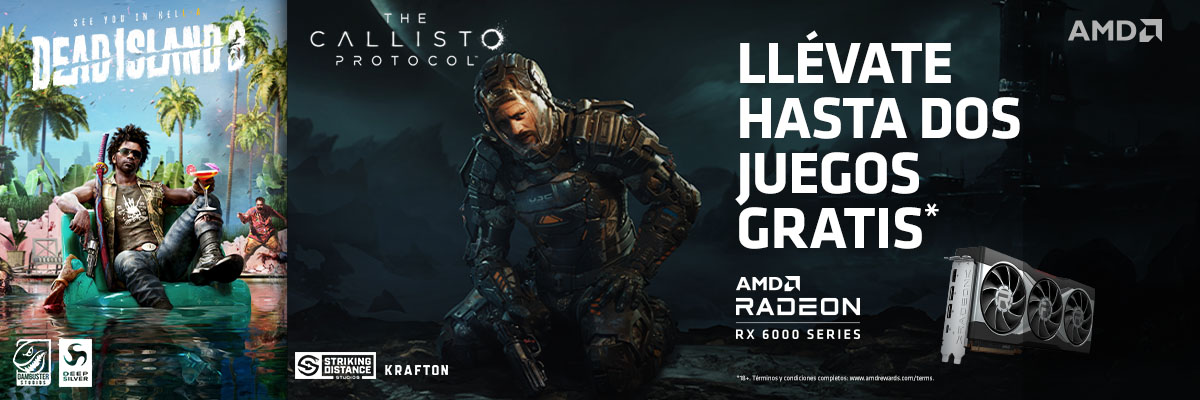 SEE YOU IN HELL-A
DEAD ISLAND 2
DAMBUSTER
STUDIOS
DEEP
SILVER
THE
CALLISTO
PROTOCOL
STRIKING
DISTANCE
STUDIOS
KRAFTON
AMD
LLÉVATE
HASTA DOS
JUEGOS
GRATIS*
AMD
RADEON
RX 6000 SERIES
RADEON
*18+. Términos y condiciones completos: www.amdrewards.com/terms.